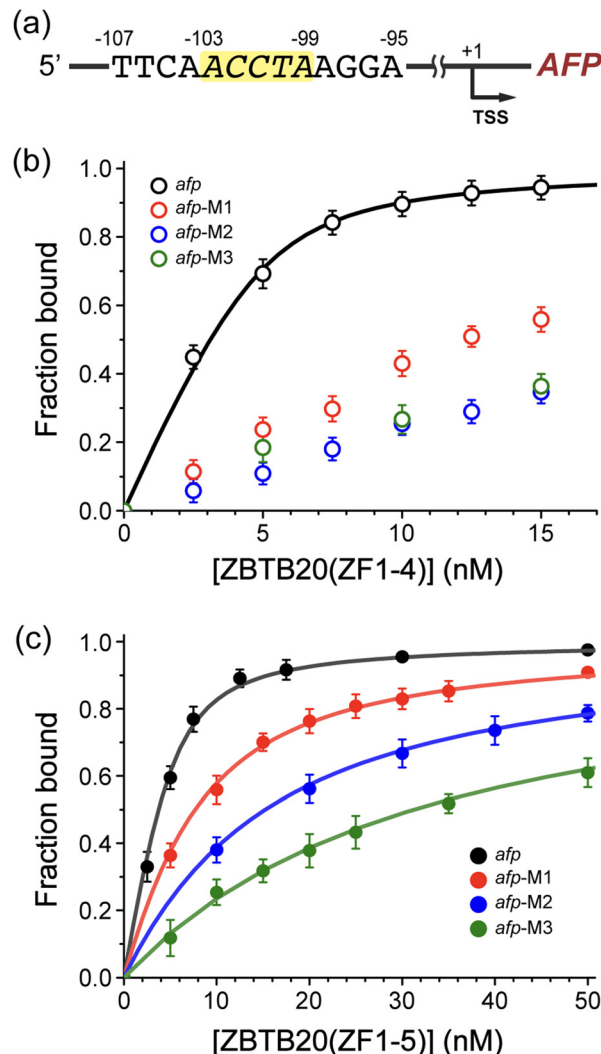 (a)
-107 -103 -99 -95 +1
5' TTCAACCTAAGGA AFP
TSS
(b)
1.0
0.8
0.6
0.4
0.2
0.0
Fraction bound
afp
afp-M1
afp-M2
afp-M3
0 5 10 15
[ZBTB20(ZF1-4)] (nM)
(c)
1.0
0.8
0.6
0.4
0.2
0.0
Fraction bound
afp
afp-M1
afp-M2
afp-M3
0 10 20 30 40 50
[ZBTB20(ZF1-5)] (nM)